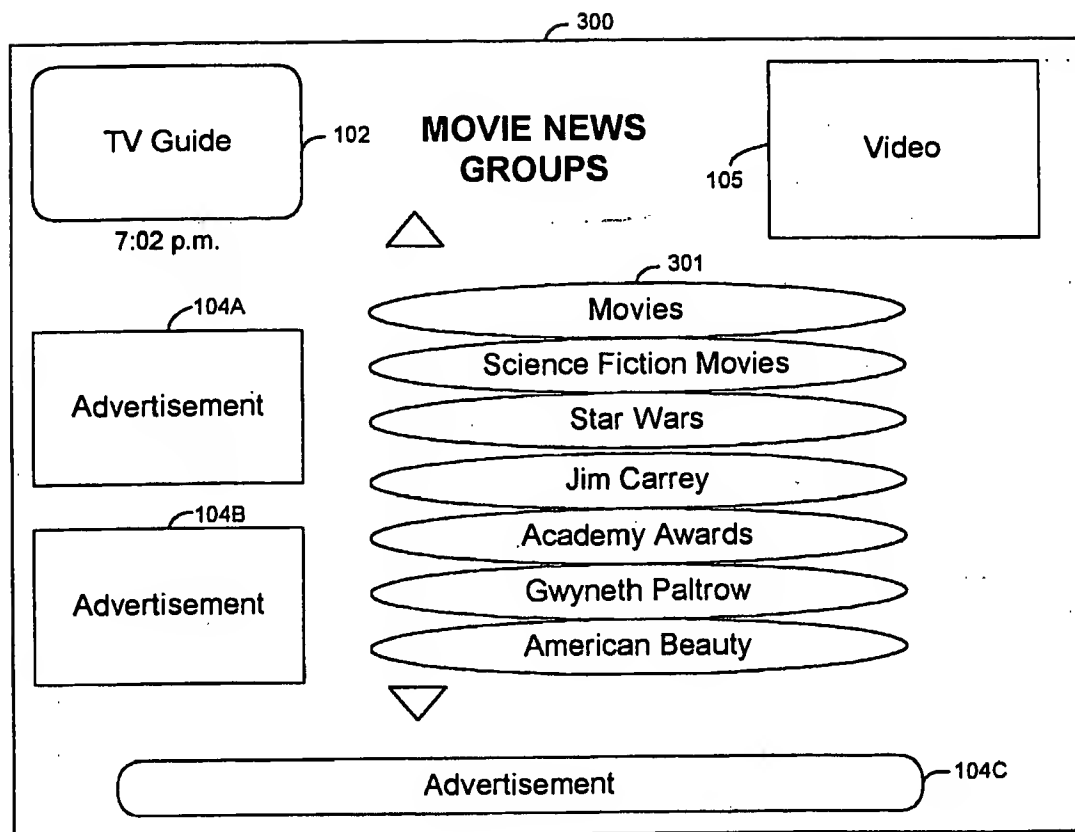 300
TV Guide
102
MOVIE NEWS
GROUPS
105
Video
7:02 p.m.
301
Movies
104A
Science Fiction Movies
Advertisement
Star Wars
Jim Carrey
104B
Academy Awards
Advertisement
Gwyneth Paltrow
American Beauty
Advertisement
104C